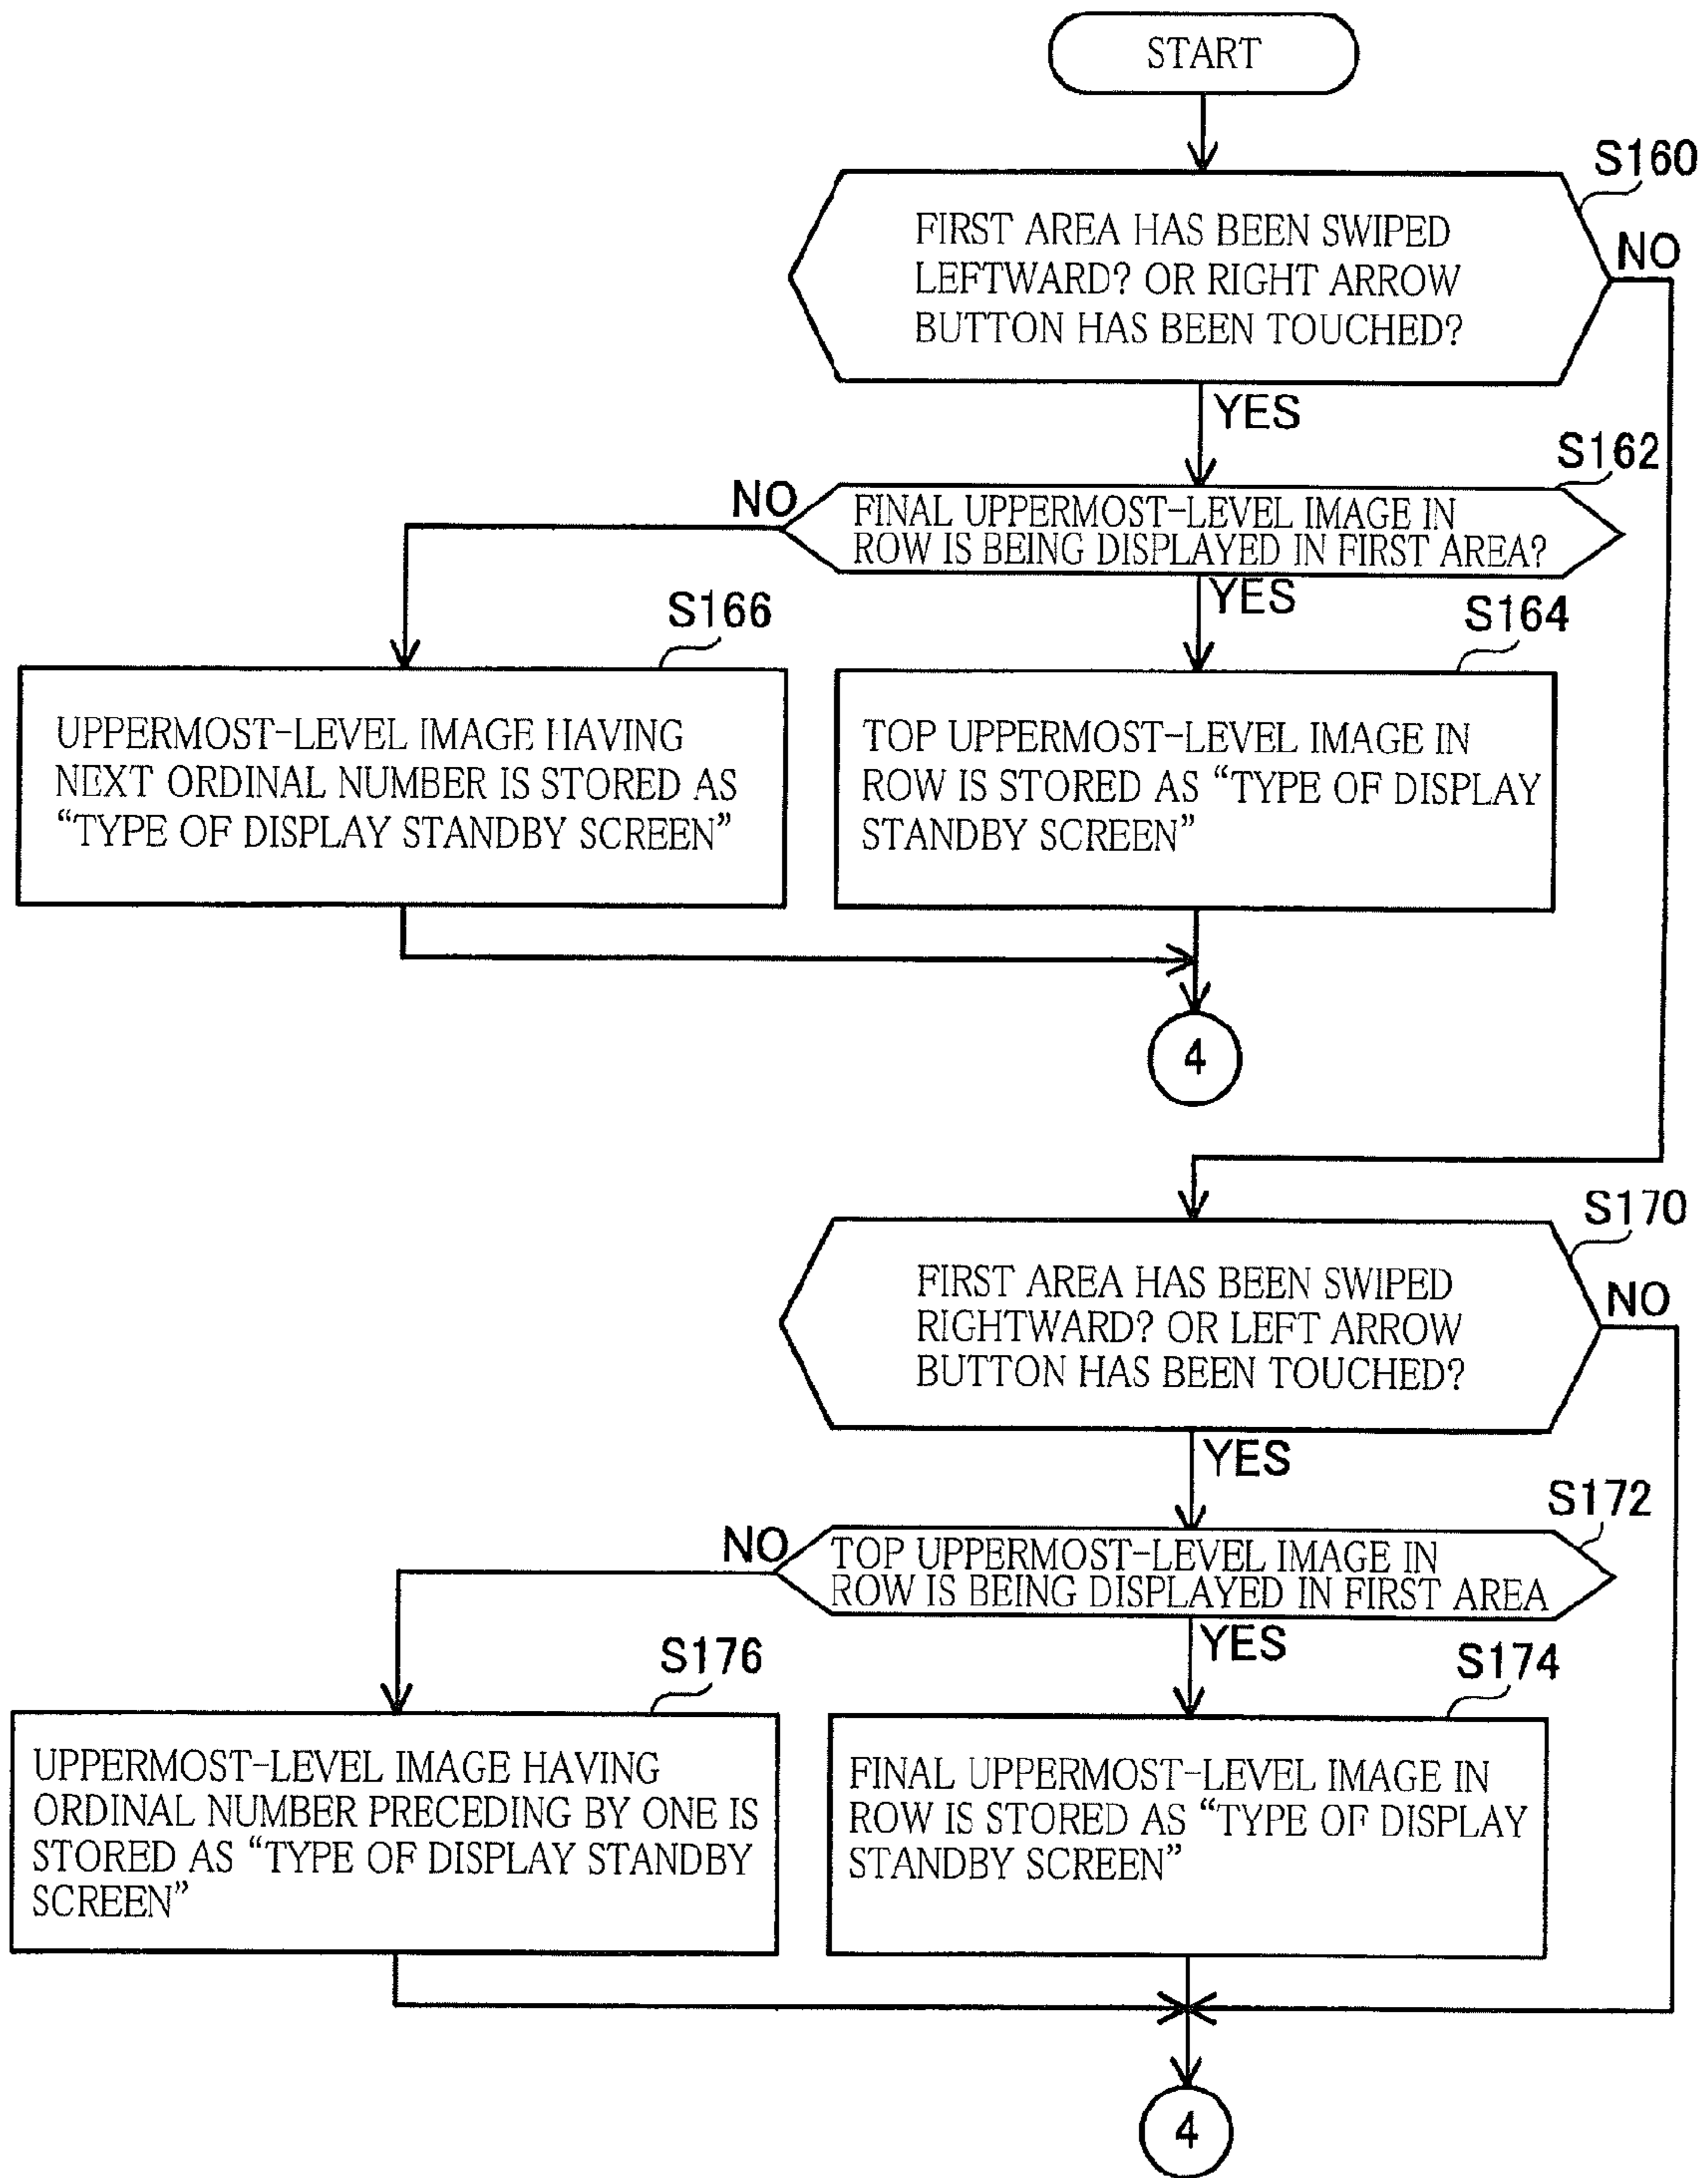 START
S160
FIRST AREA HAS BEEN SWIPED
LEFTWARD? OR RIGHT ARROW
BUTTON HAS BEEN TOUCHED?
NO
YES
S162
NO
FINAL UPPERMOST-LEVEL IMAGE IN
ROW IS BEING DISPLAYED IN FIRST AREA?
YES
S166
S164
UPPERMOST-LEVEL IMAGE HAVING
NEXT ORDINAL NUMBER IS STORED AS
“TYPE OF DISPLAY STANDBY SCREEN”
TOP UPPERMOST-LEVEL IMAGE IN
ROW IS STORED AS “TYPE OF DISPLAY
STANDBY SCREEN”
4
S170
FIRST AREA HAS BEEN SWIPED
RIGHTWARD? OR LEFT ARROW
BUTTON HAS BEEN TOUCHED?
NO
YES
S172
NO
TOP UPPERMOST-LEVEL IMAGE IN
ROW IS BEING DISPLAYED IN FIRST AREA
YES
S176
S174
UPPERMOST-LEVEL IMAGE HAVING
ORDINAL NUMBER PRECEDING BY ONE IS
STORED AS “TYPE OF DISPLAY STANDBY
SCREEN”
FINAL UPPERMOST-LEVEL IMAGE IN
ROW IS STORED AS “TYPE OF DISPLAY
STANDBY SCREEN”
4